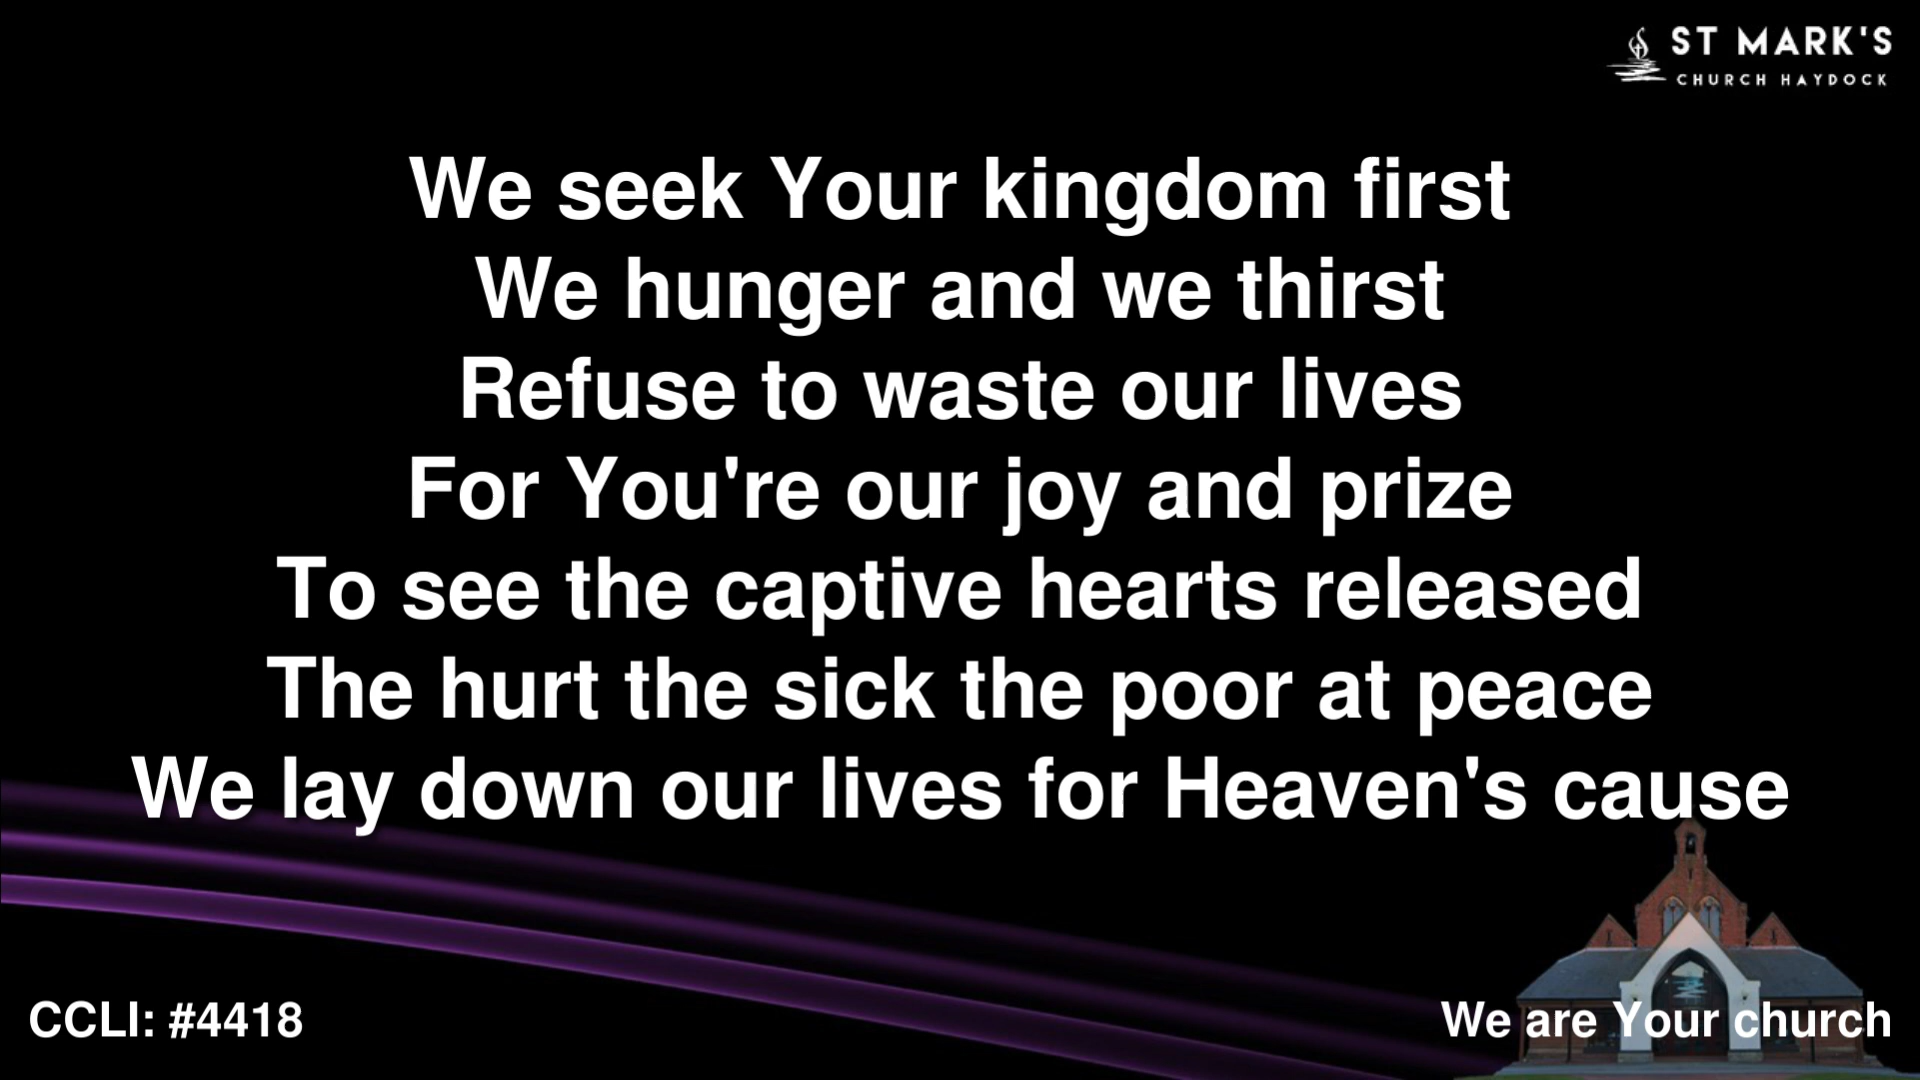 ST MARK'S
CHURCH HAYDOCK
We seek Your kingdom first
We hunger and we thirst
Refuse to waste our lives
For You're our joy and prize
To see the captive hearts released
The hurt the sick the poor at peace
We lay down our lives for Heaven's cause
CCLI: #4418
We are Your church